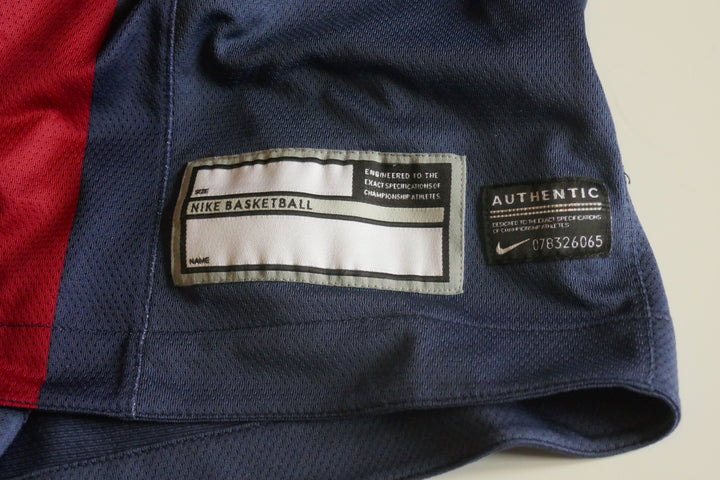 SIZE
ENGINEERED TO THE
EXACT SPECIFICATIONS OF
CHAMPIONSHIP ATHLETES
NIKE BASKETBALL
NAME
AUTHENTIC
DESIGNED TO THE EXACT SPECIFICATIONS
OF CHAMPIONSHIP ATHLETES
078326065